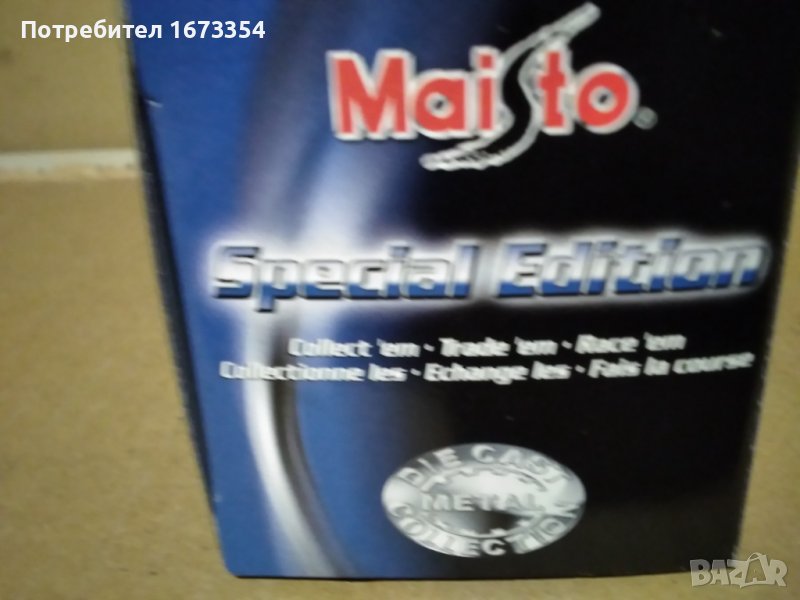 Потребител 1673354
Maisto®
Special Edition
Collect 'em • Trade 'em • Race 'em
Collectionne les • Echange les • Fais la course
DIE CAST
METAL
COLLECTION
BAZAR